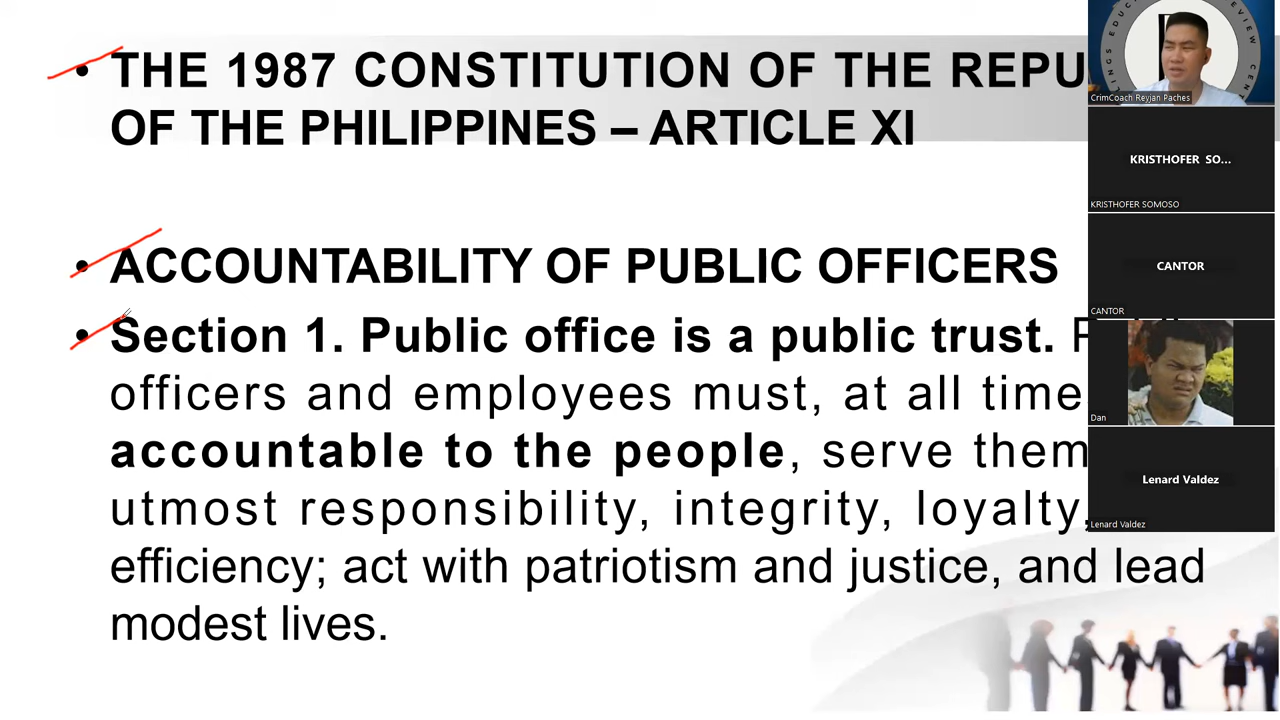 THE 1987 CONSTITUTION OF THE
OF THE PHILIPPINES – ARTICLE XI
ACCOUNTABILITY OF PUBLIC OFFICERS
Section 1. Public office is a public trust.
officers and employees must, at all
accountable to the people, serve them
utmost responsibility, integrity, loyalty,
efficiency; act with patriotism and justice, and lead
modest lives.
CrimCoach Reyjan Paches
KRISTHOFER SO...
KRISTHOFER SOMOSO
CANTOR
CANTOR
Dan
Lenard Valdez
Lenard Valdez